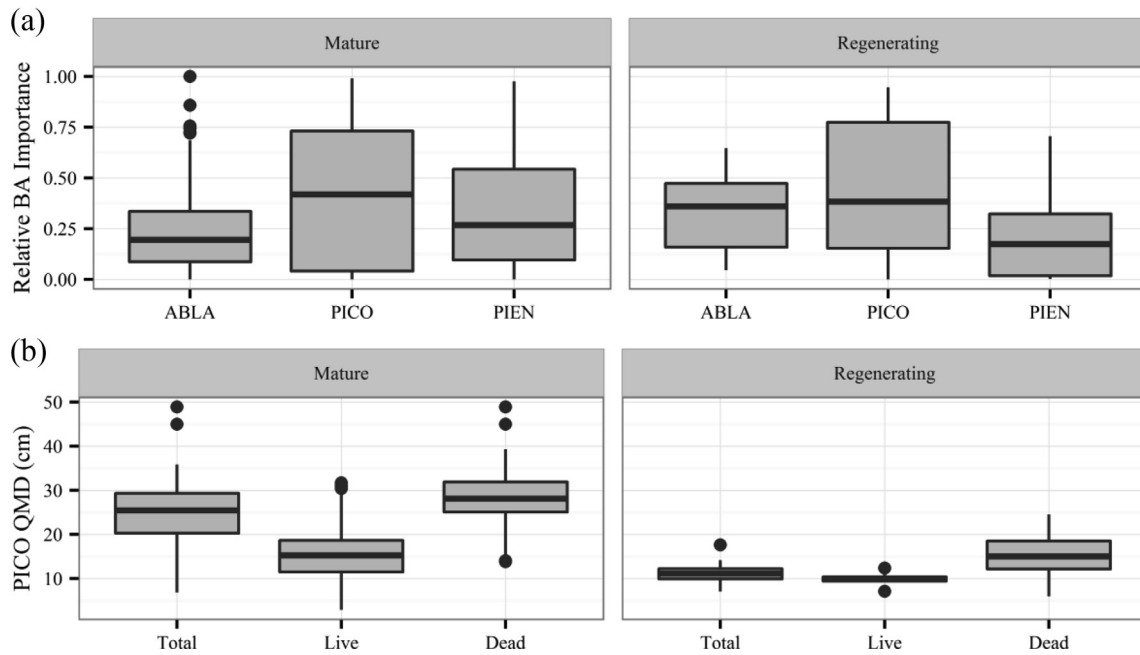 (a)
Mature
Regenerating
Relative BA Importance
1.00
0.75
0.50
0.25
0.00
ABLA PICO PIEN
ABLA PICO PIEN
(b)
Mature
Regenerating
PICO QMD (cm)
50
40
30
20
10
Total Live Dead
Total Live Dead